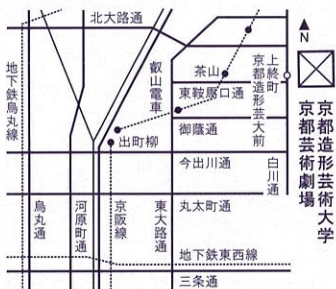 北大路通
地下鉄烏丸線
叡山電車
茶山
東鞍馬口通
上終町
京都造形芸大前
N
京都造形芸術大学
京都芸術劇場
御蔭通
出町柳
今出川通
白川通
烏丸通
河原町通
京阪線
東大路通
丸太町通
地下鉄東西線
三条通